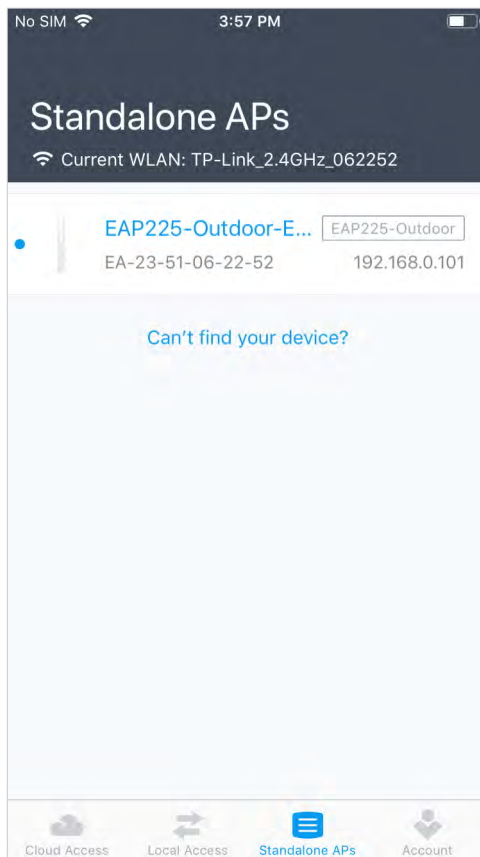 No SIM 3:57 PM
Standalone APs
Current WLAN: TP-Link_2.4GHz_062252
EAP225-Outdoor-E... EAP225-Outdoor
EA-23-51-06-22-52 192.168.0.101
Can't find your device?
Cloud Access Local Access Standalone APs Account